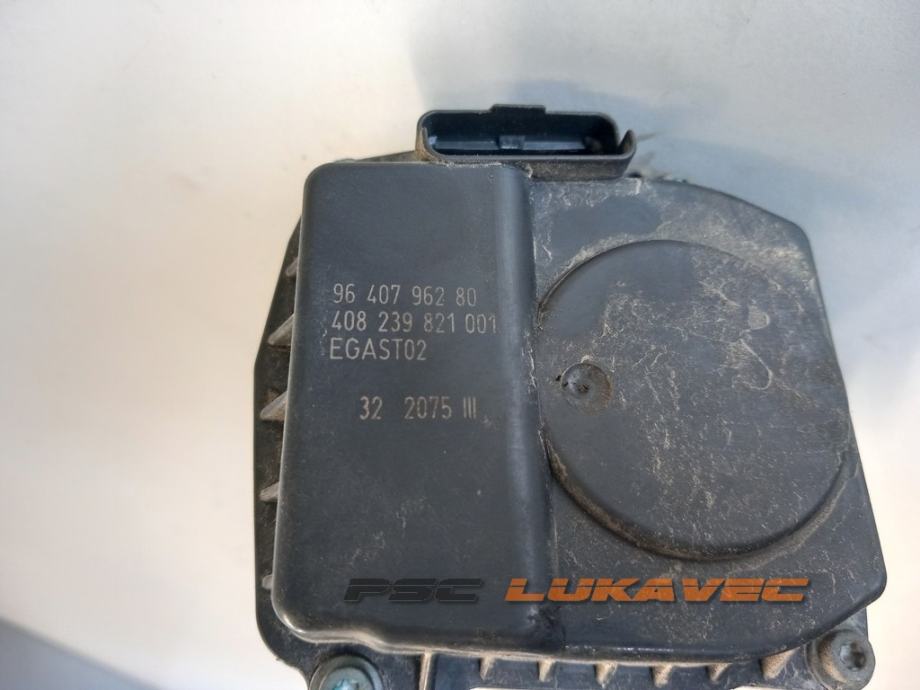 96 407 962 80
408 239 821 001
EGAST02
32 2075 III
PSC LUKAVEC